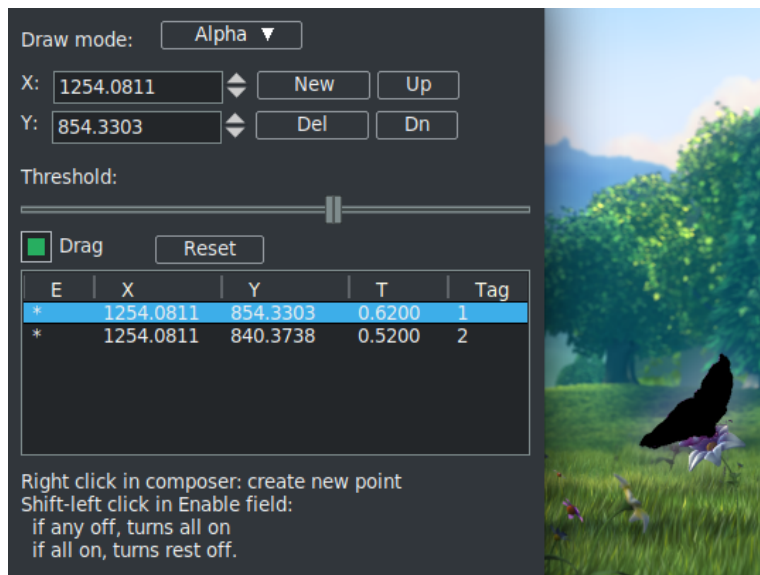 Draw mode: Alpha ▼
X: 1254.0811 New Up
Y: 854.3303 Del Dn
Threshold:
Drag Reset
E X Y T Tag
* 1254.0811 854.3303 0.6200 1
* 1254.0811 840.3738 0.5200 2
Right click in composer: create new point
Shift-left click in Enable field:
if any off, turns all on
if all on, turns rest off.